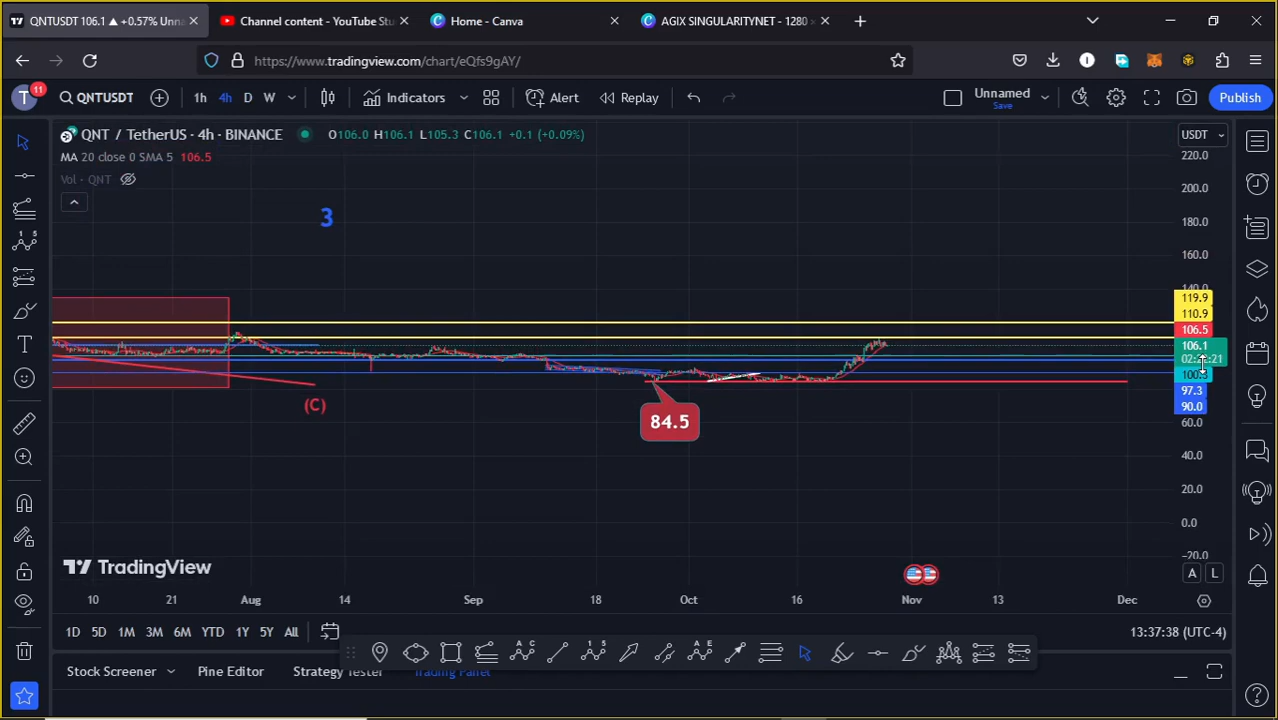 QNTUSDT 106.1 ▲ +0.57% Unna
Channel content - YouTube Stu
Home - Canva
AGIX SINGULARITYNET - 1280
https://www.tradingview.com/chart/eQfs9gAY/
T
11
QNTUSDT
1h
4h
D
W
Indicators
Alert
Replay
Unnamed
Save
Publish
QNT / TetherUS · 4h · BINANCE
O106.0 H106.1 L105.3 C106.1 +0.1 (+0.09%)
USDT
MA 20 close 0 SMA 5 106.5
Vol · QNT
3
(C)
84.5
220.0
200.0
180.0
160.0
140.0
119.9
110.9
106.5
106.1
97.3
90.0
60.0
40.0
20.0
0.0
−20.0
TradingView
A
L
10
21
Aug
14
Sep
18
Oct
16
Nov
13
Dec
1D
5D
1M
3M
6M
YTD
1Y
5Y
All
13:37:38 (UTC-4)
Stock Screener
Pine Editor
Strategy Tester
Trading Panel